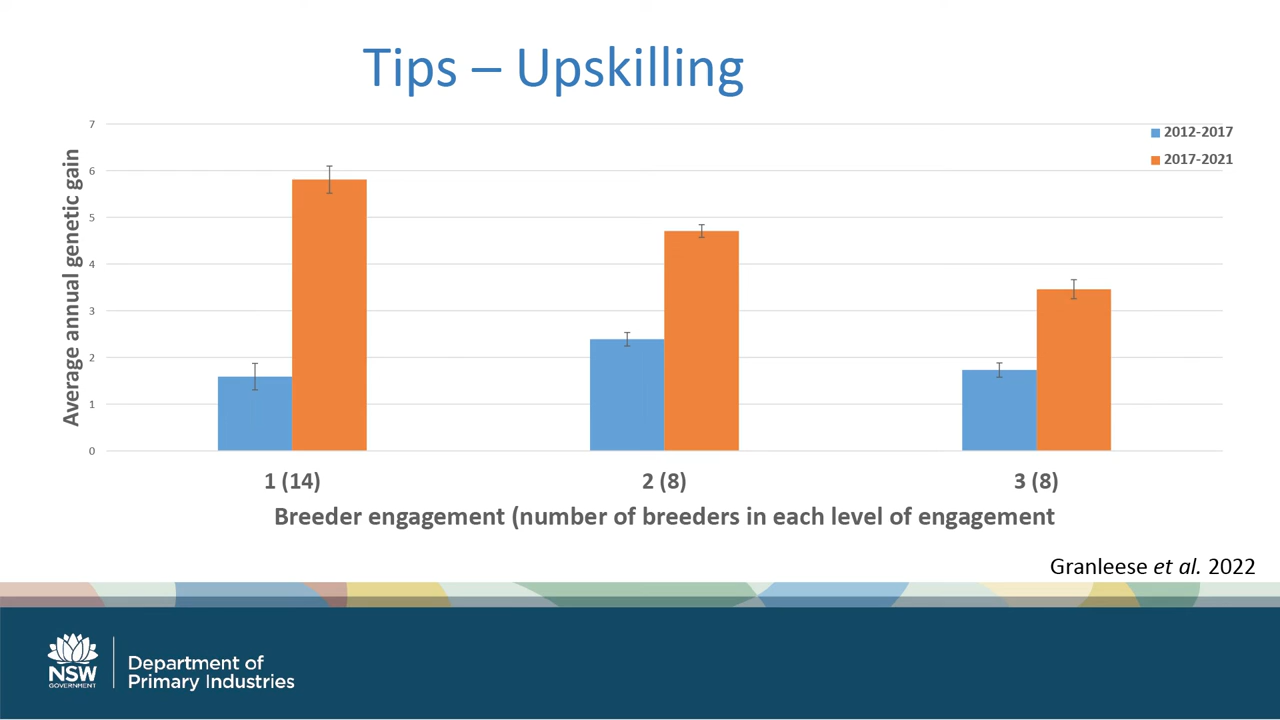 Tips – Upskilling
7
6
5
4
3
2
1
0
Average annual genetic gain
2012-2017
2017-2021
1 (14)
2 (8)
3 (8)
Breeder engagement (number of breeders in each level of engagement
Granleese et al. 2022
NSW
GOVERNMENT
Department of
Primary Industries